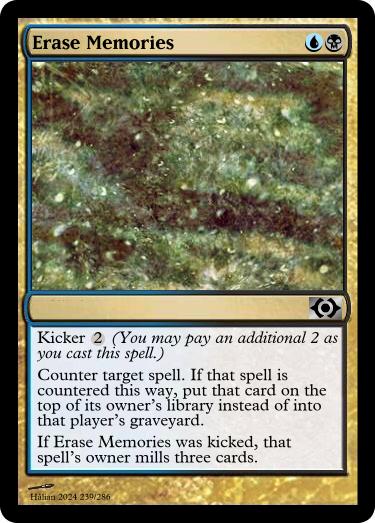 Erase Memories
Kicker 2 (You may pay an additional 2 as
you cast this spell.)
Counter target spell. If that spell is
countered this way, put that card on the
top of its owner's library instead of into
that player's graveyard.
If Erase Memories was kicked, that
spell's owner mills three cards.
Hálian 2024 239/286